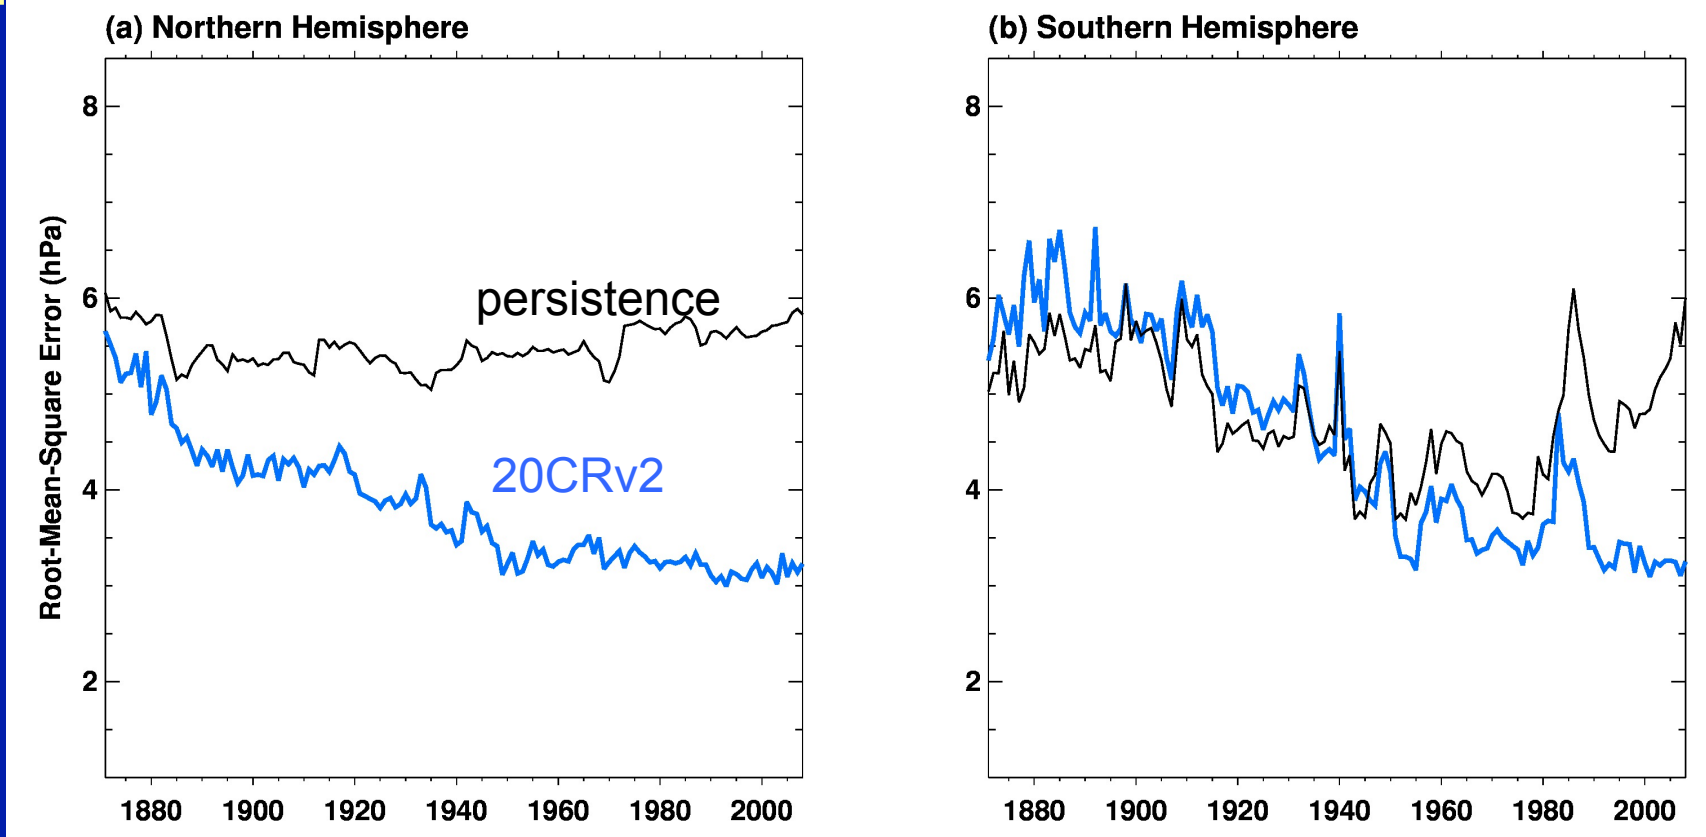 (a) Northern Hemisphere
8
6
4
2
Root-Mean-Square Error (hPa)
persistence
20CRv2
1880 1900 1920 1940 1960 1980 2000
(b) Southern Hemisphere
8
6
4
2
1880 1900 1920 1940 1960 1980 2000